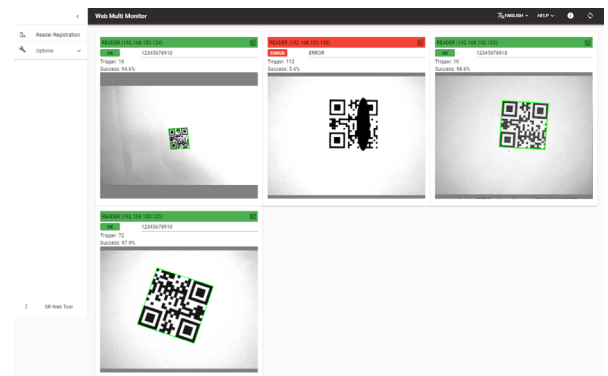 Web Multi Monitor
ENGLISH
HELP
Reader Registration
Options
READER (192.168.100.124)
OK
12345678910
Trigger: 16
Success: 94.6%
READER (192.168.100.130)
ERROR
ERROR
Trigger: 112
Success: 5.4%
READER (192.168.100.123)
OK
12345678910
Trigger: 10
Success: 98.6%
READER (192.168.100.125)
OK
12345678910
Trigger: 72
Success: 97.9%
SR Web Tool